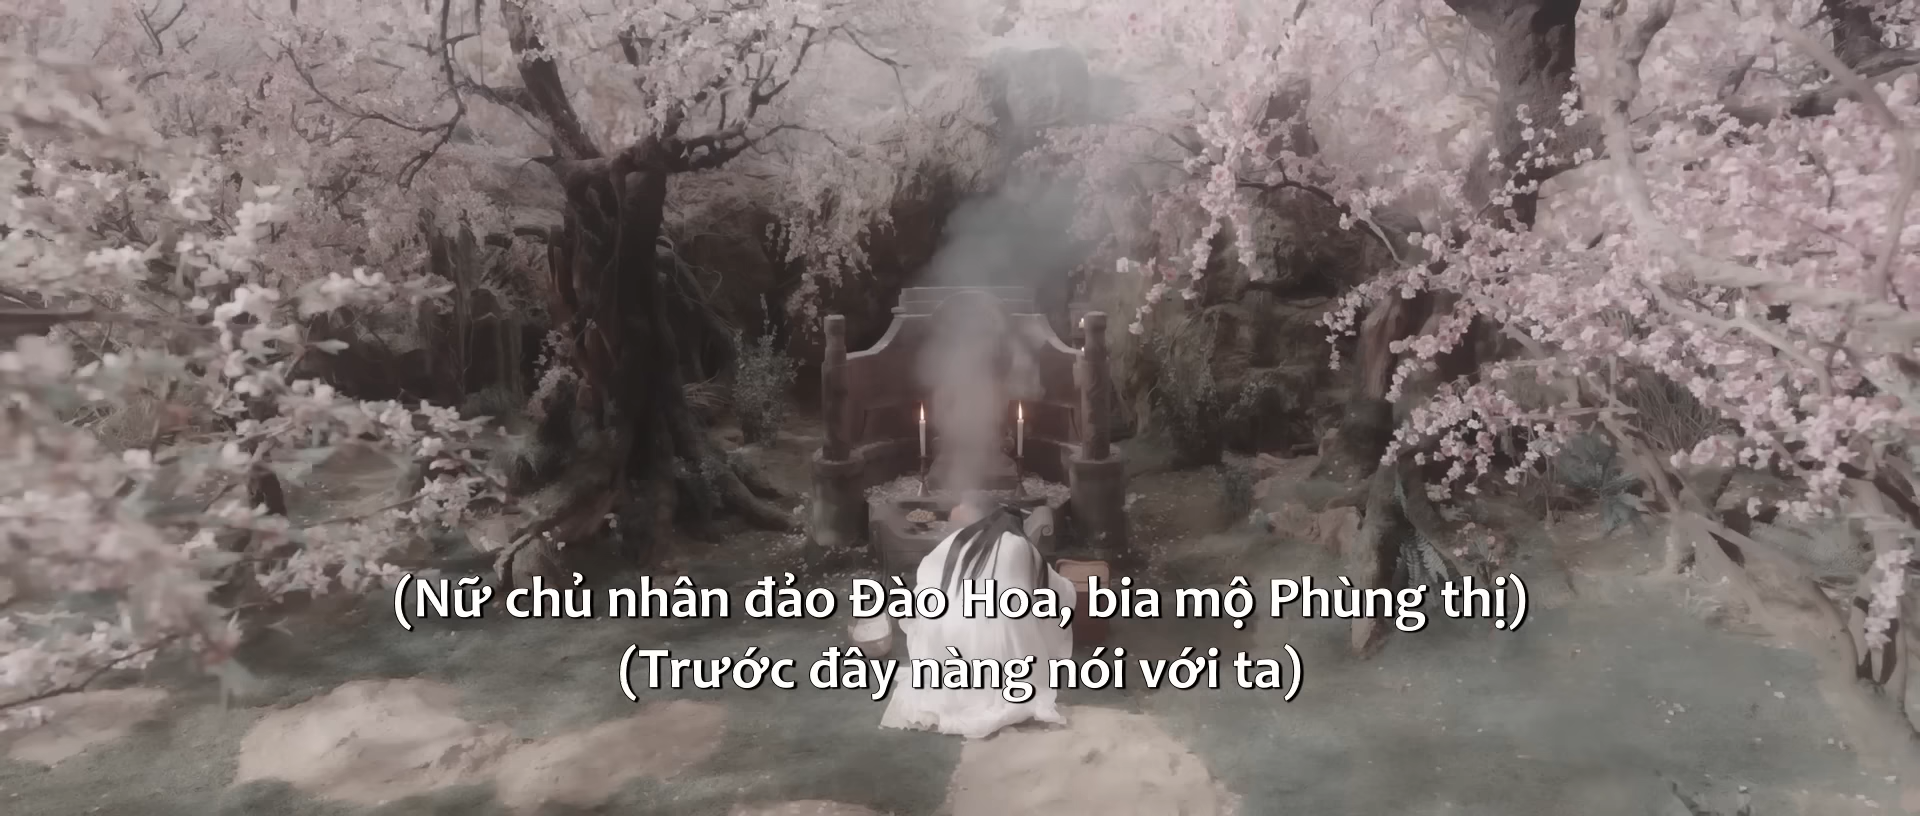 (Nữ chủ nhân đảo Đào Hoa, bia mộ Phùng thị)
(Trước đây nàng nói với ta)